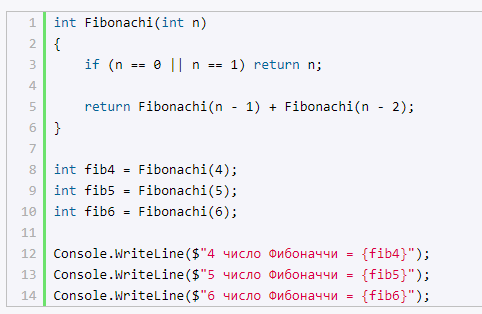 1 int Fibonachi(int n)
2 {
3     if (n == 0 || n == 1) return n;
4
5     return Fibonachi(n - 1) + Fibonachi(n - 2);
6 }
7
8 int fib4 = Fibonachi(4);
9 int fib5 = Fibonachi(5);
10 int fib6 = Fibonachi(6);
11
12 Console.WriteLine($"4 число Фибоначчи = {fib4}");
13 Console.WriteLine($"5 число Фибоначчи = {fib5}");
14 Console.WriteLine($"6 число Фибоначчи = {fib6}");